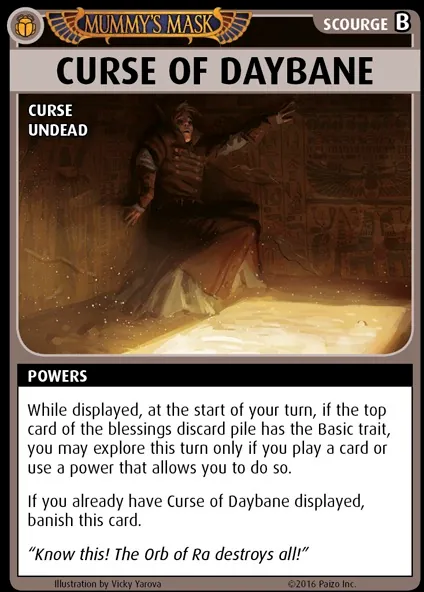 MUMMY'S MASK
SCOURGE B
CURSE OF DAYBANE
CURSE
UNDEAD
POWERS
While displayed, at the start of your turn, if the top
card of the blessings discard pile has the Basic trait,
you may explore this turn only if you play a card or
use a power that allows you to do so.
If you already have Curse of Daybane displayed,
banish this card.
“Know this! The Orb of Ra destroys all!”
Illustration by Vicky Yarova
©2016 Paizo Inc.